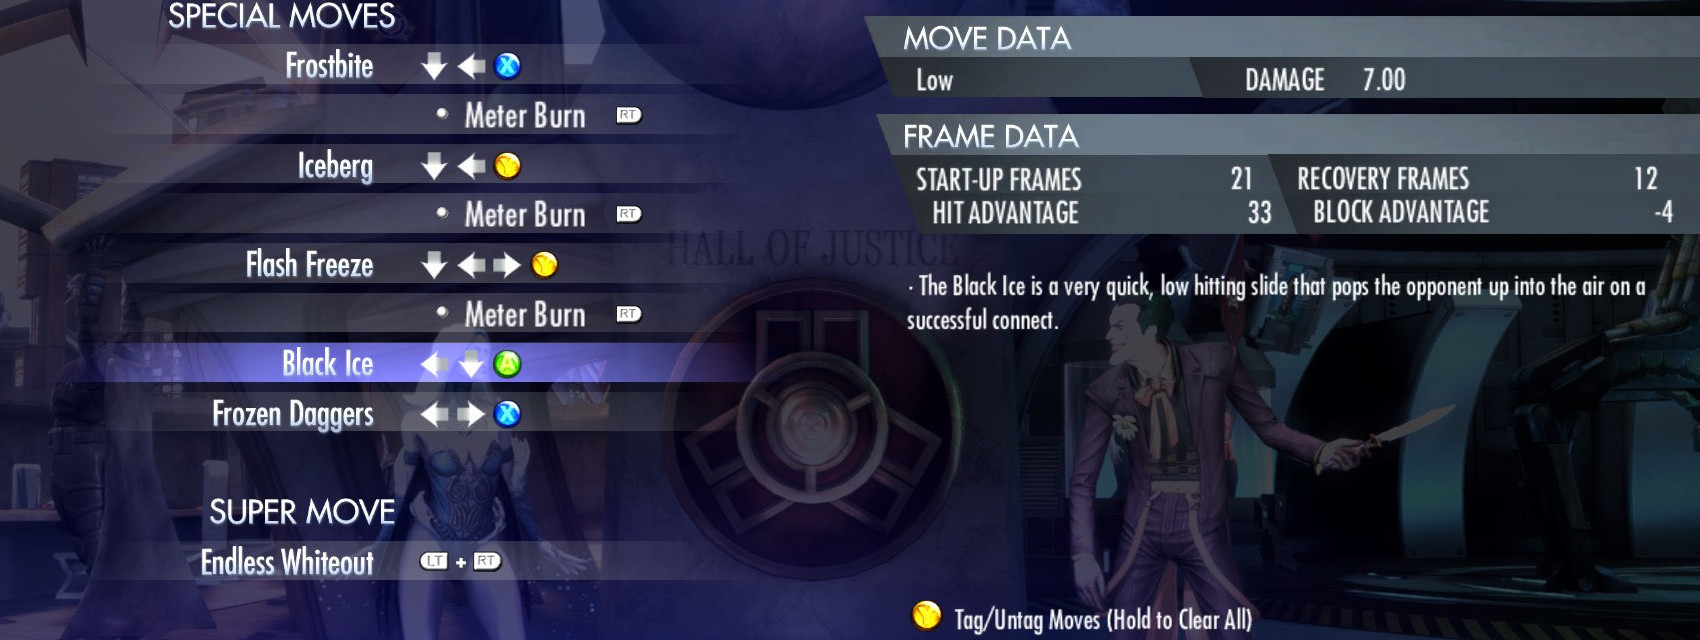 SPECIAL MOVES
Frostbite X
• Meter Burn RT
Iceberg Y
• Meter Burn RT
Flash Freeze Y
• Meter Burn RT
Black Ice A
Frozen Daggers X
SUPER MOVE
Endless Whiteout LT + RT
HALL OF JUSTICE
MOVE DATA
Low DAMAGE 7.00
FRAME DATA
START-UP FRAMES 21 RECOVERY FRAMES 12
HIT ADVANTAGE 33 BLOCK ADVANTAGE -4
· The Black Ice is a very quick, low hitting slide that pops the opponent up into the air on a
successful connect.
Y Tag/Untag Moves (Hold to Clear All)